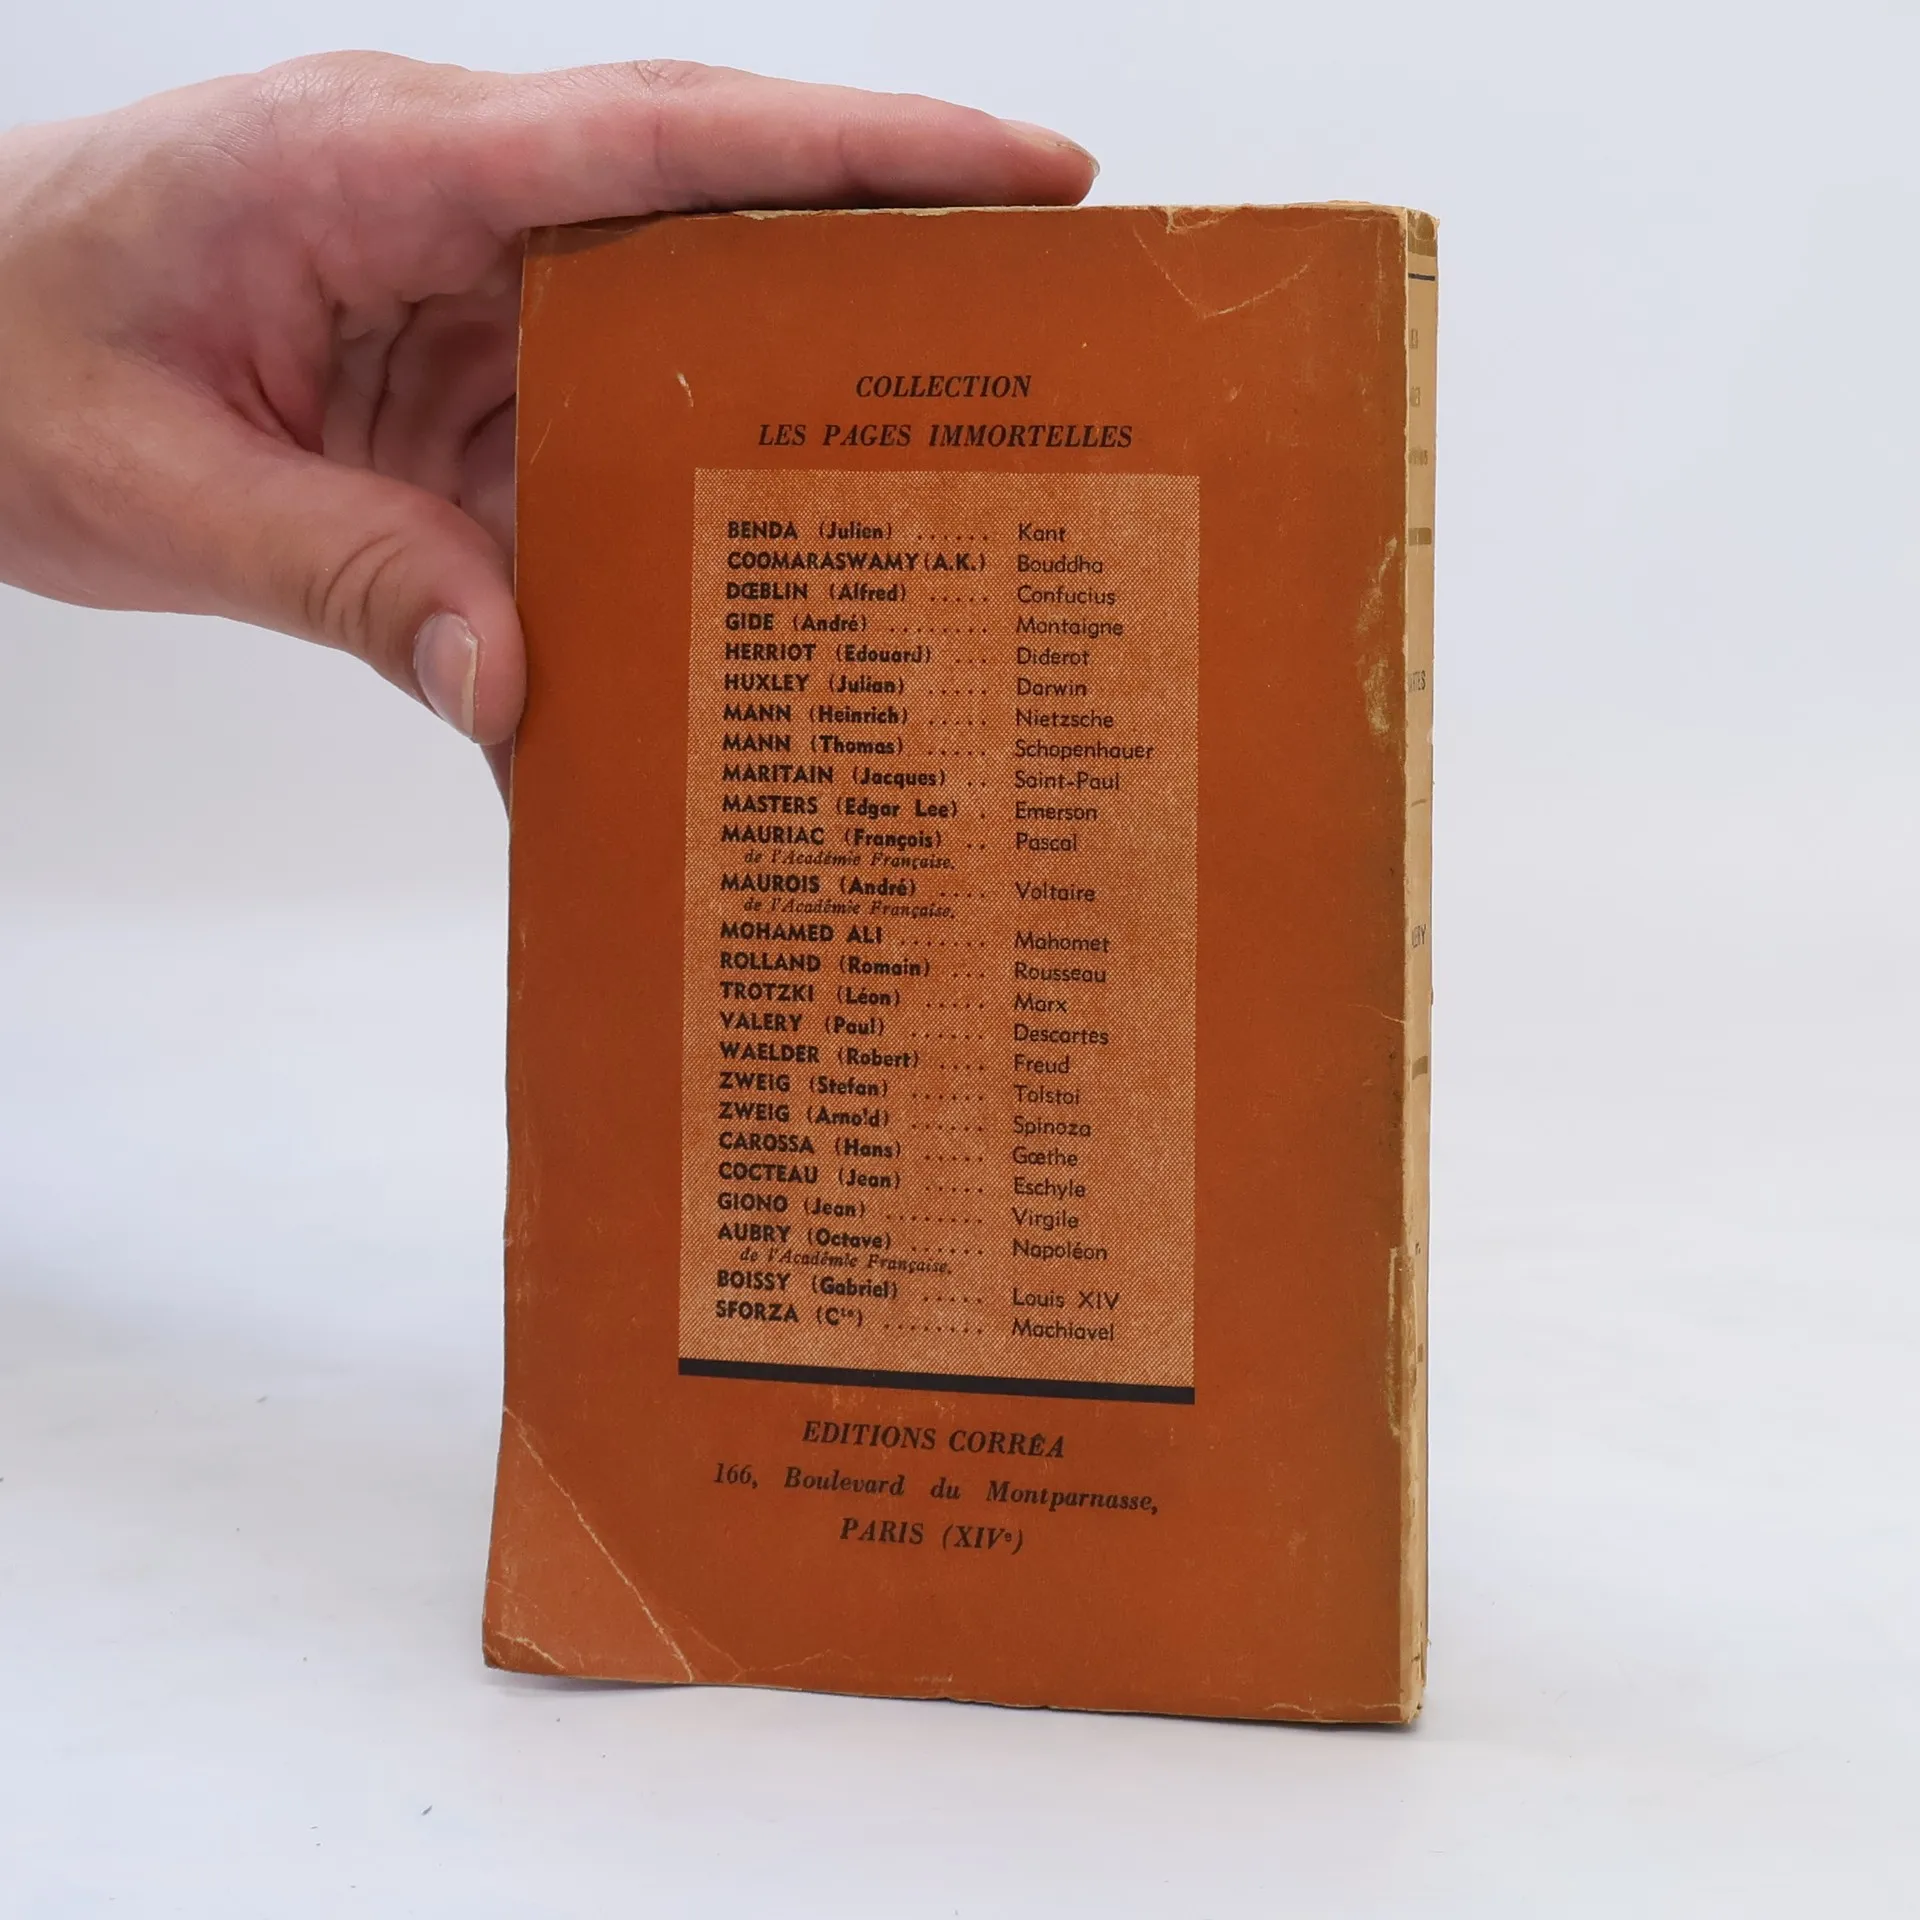 COLLECTION
LES PAGES IMMORTELLES
BENDA (Julien) ...... Kant
COOMARASWAMY (A.K.) Bouddha
DŒBLIN (Alfred) ..... Confucius
GIDE (André) ........ Montaigne
HERRIOT (Edouard) ... Diderot
HUXLEY (Julian) ..... Darwin
MANN (Heinrich) ..... Nietzsche
MANN (Thomas) ..... Schopenhauer
MARITAIN (Jacques) .. Saint-Paul
MASTERS (Edgar Lee) . Emerson
MAURIAC (François) .. Pascal
de l'Académie Française.
MAUROIS (André) .... Voltaire
de l'Académie Française.
MOHAMED ALI ....... Mahomet
ROLLAND (Romain) ... Rousseau
TROTZKI (Léon) ..... Marx
VALERY (Paul) ...... Descartes
WAELDER (Robert) .... Freud
ZWEIG (Stefan) ...... Tolstoi
ZWEIG (Arnold) ...... Spinoza
CAROSSA (Hans) ..... Gœthe
COCTEAU (Jean) ..... Eschyle
GIONO (Jean) ........ Virgile
AUBRY (Octave) ...... Napoléon
de l'Académie Française.
BOISSY (Gabriel) ..... Louis XIV
SFORZA (Cte) ........ Machiavel
EDITIONS CORRÊA
166, Boulevard du Montparnasse,
PARIS (XIVe)